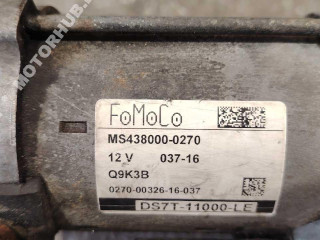 MOTORHUB
FoMoCo
MS438000-0270
12 V 037-16
Q9K3B
0270-00326-16-037
DS7T-11000-LE